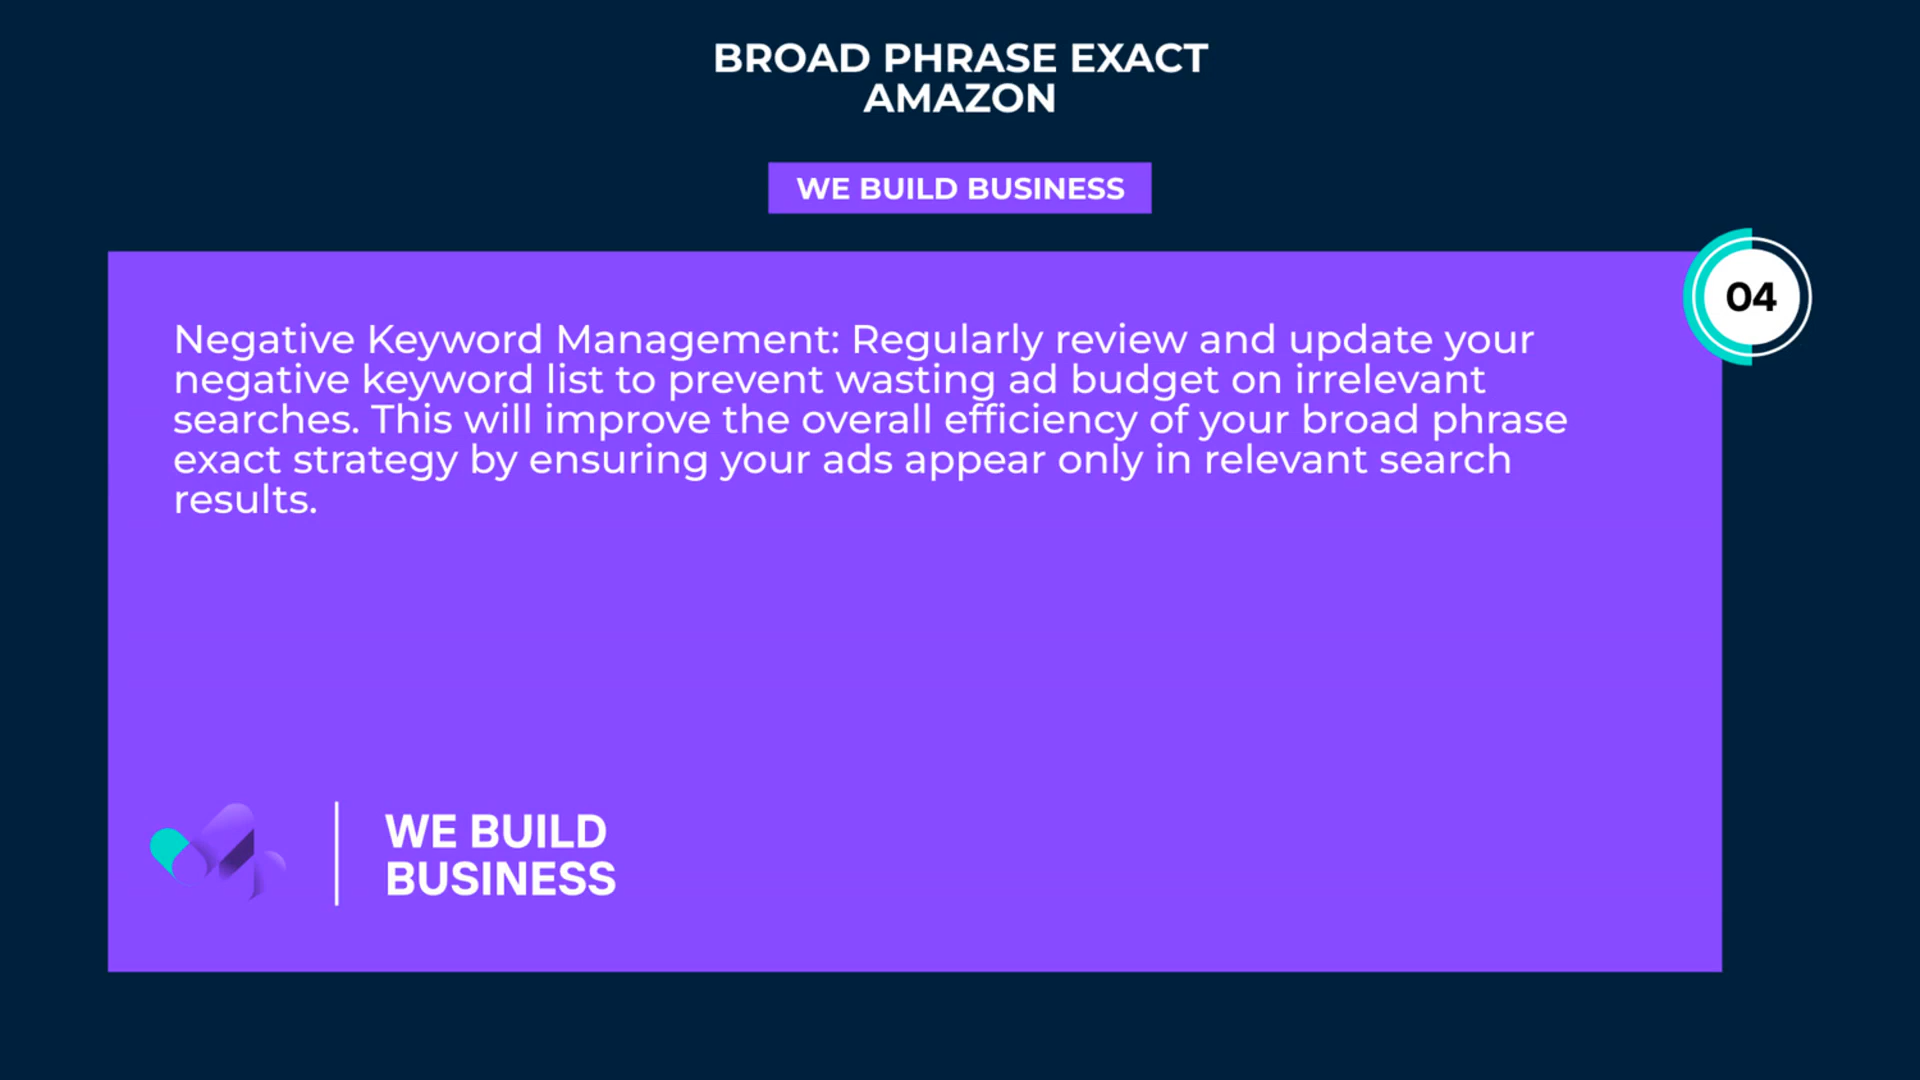 BROAD PHRASE EXACT
AMAZON
WE BUILD BUSINESS
04
Negative Keyword Management: Regularly review and update your
negative keyword list to prevent wasting ad budget on irrelevant
searches. This will improve the overall efficiency of your broad phrase
exact strategy by ensuring your ads appear only in relevant search
results.
WE BUILD
BUSINESS